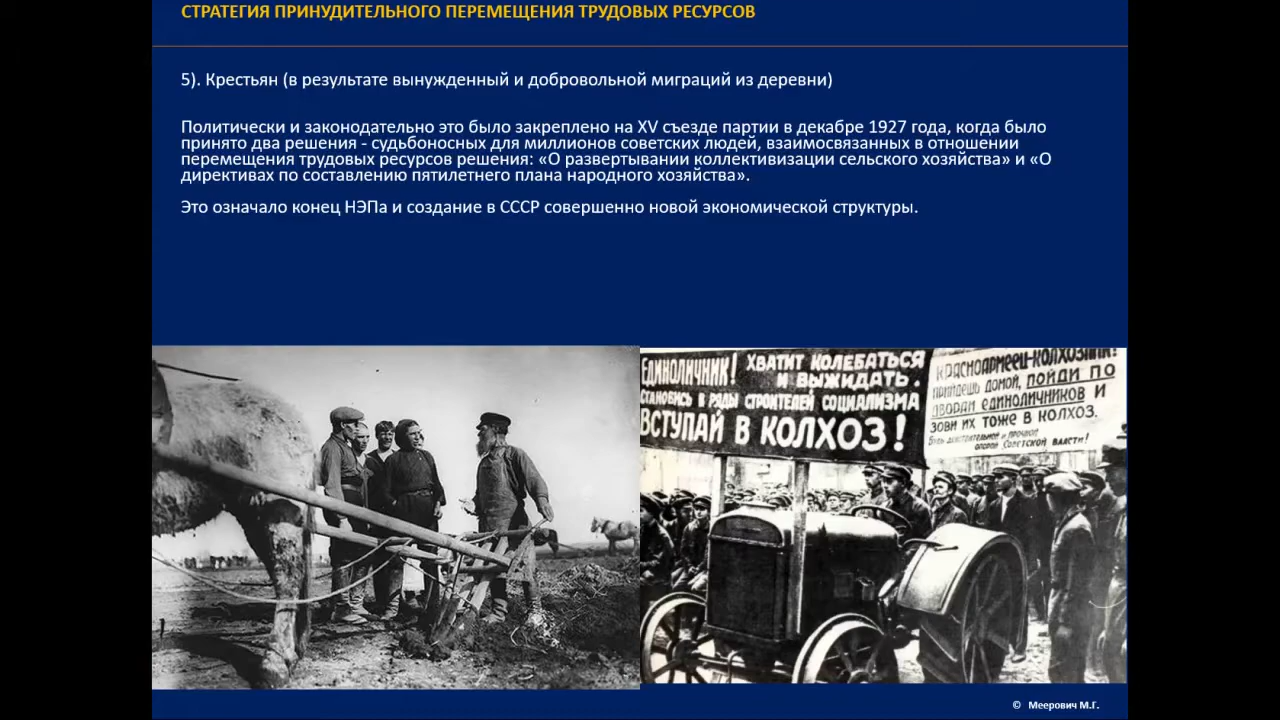 СТРАТЕГИЯ ПРИНУДИТЕЛЬНОГО ПЕРЕМЕЩЕНИЯ ТРУДОВЫХ РЕСУРСОВ
5). Крестьян (в результате вынужденный и добровольной миграций из деревни)
Политически и законодательно это было закреплено на XV съезде партии в декабре 1927 года, когда было
принято два решения - судьбоносных для миллионов советских людей, взаимосвязанных в отношении
перемещения трудовых ресурсов решения: «О развертывании коллективизации сельского хозяйства» и «О
директивах по составлению пятилетнего плана народного хозяйства».
Это означало конец НЭПа и создание в СССР совершенно новой экономической структуры.
ЕДИНОЛИЧНИК! ХВАТИТ КОЛЕБАТЬСЯ
И ВЫЖИДАТЬ.
СТАНОВИСЬ В РЯДЫ СТРОИТЕЛЕЙ СОЦИАЛИЗМА
ВСТУПАЙ В КОЛХОЗ!
КРАСНОАРМЕЕЦ-КОЛХОЗНИК!
ПРИДЕШЬ ДОМОЙ, ПОЙДИ ПО
ДВОРАМ ЕДИНОЛИЧНИКОВ И
ЗОВИ ИХ ТОЖЕ В КОЛХОЗ.
БУДЬ ДЕЙСТВИТЕЛЬНОЙ И ПРОЧНОЙ
ОПОРОЙ СОВЕТСКОЙ ВЛАСТИ!
© Меерович М.Г.